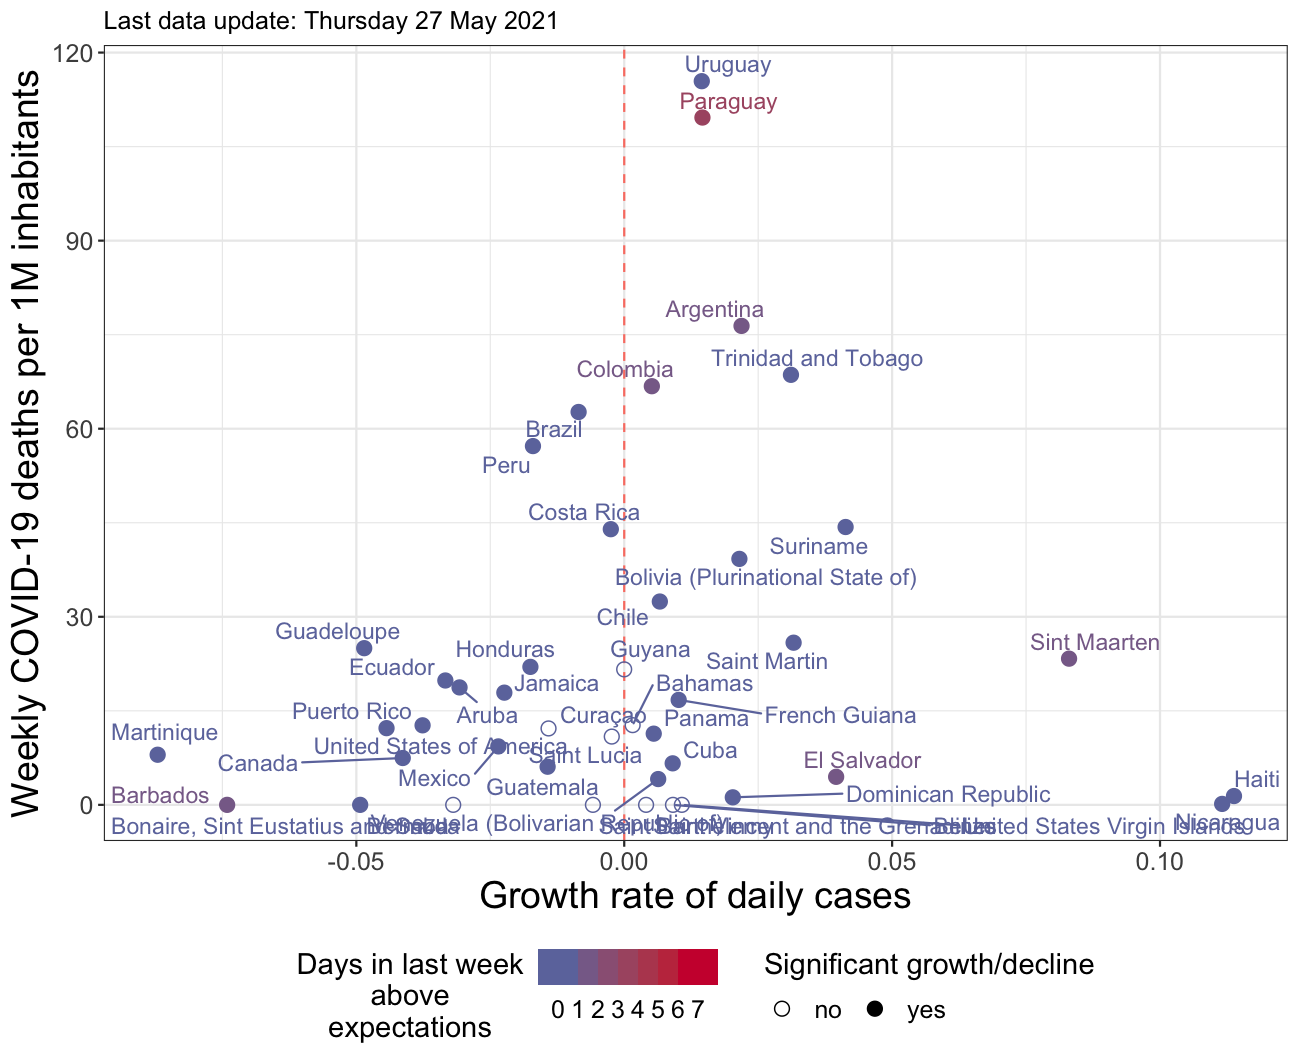 Last data update: Thursday 27 May 2021
Weekly COVID-19 deaths per 1M inhabitants
120
90
60
30
0
Uruguay
Paraguay
Argentina
Trinidad and Tobago
Colombia
Brazil
Peru
Costa Rica
Suriname
Bolivia (Plurinational State of)
Chile
Guadeloupe
Honduras
Guyana
Sint Maarten
Ecuador
Saint Martin
Jamaica
Bahamas
Puerto Rico
Aruba
Curaçao
Panama
French Guiana
Martinique
United States of America
Saint Lucia
Cuba
Canada
Mexico
El Salvador
Guatemala
Haiti
Barbados
Dominican Republic
Bonaire, Sint Eustatius and Saba
Venezuela (Bolivarian Republic of)
Saint Vincent and the Grenadines
Belize
United States Virgin Islands
Nicaragua
-0.05
0.00
0.05
0.10
Growth rate of daily cases
Days in last week
above
expectations
0 1 2 3 4 5 6 7
Significant growth/decline
no
yes